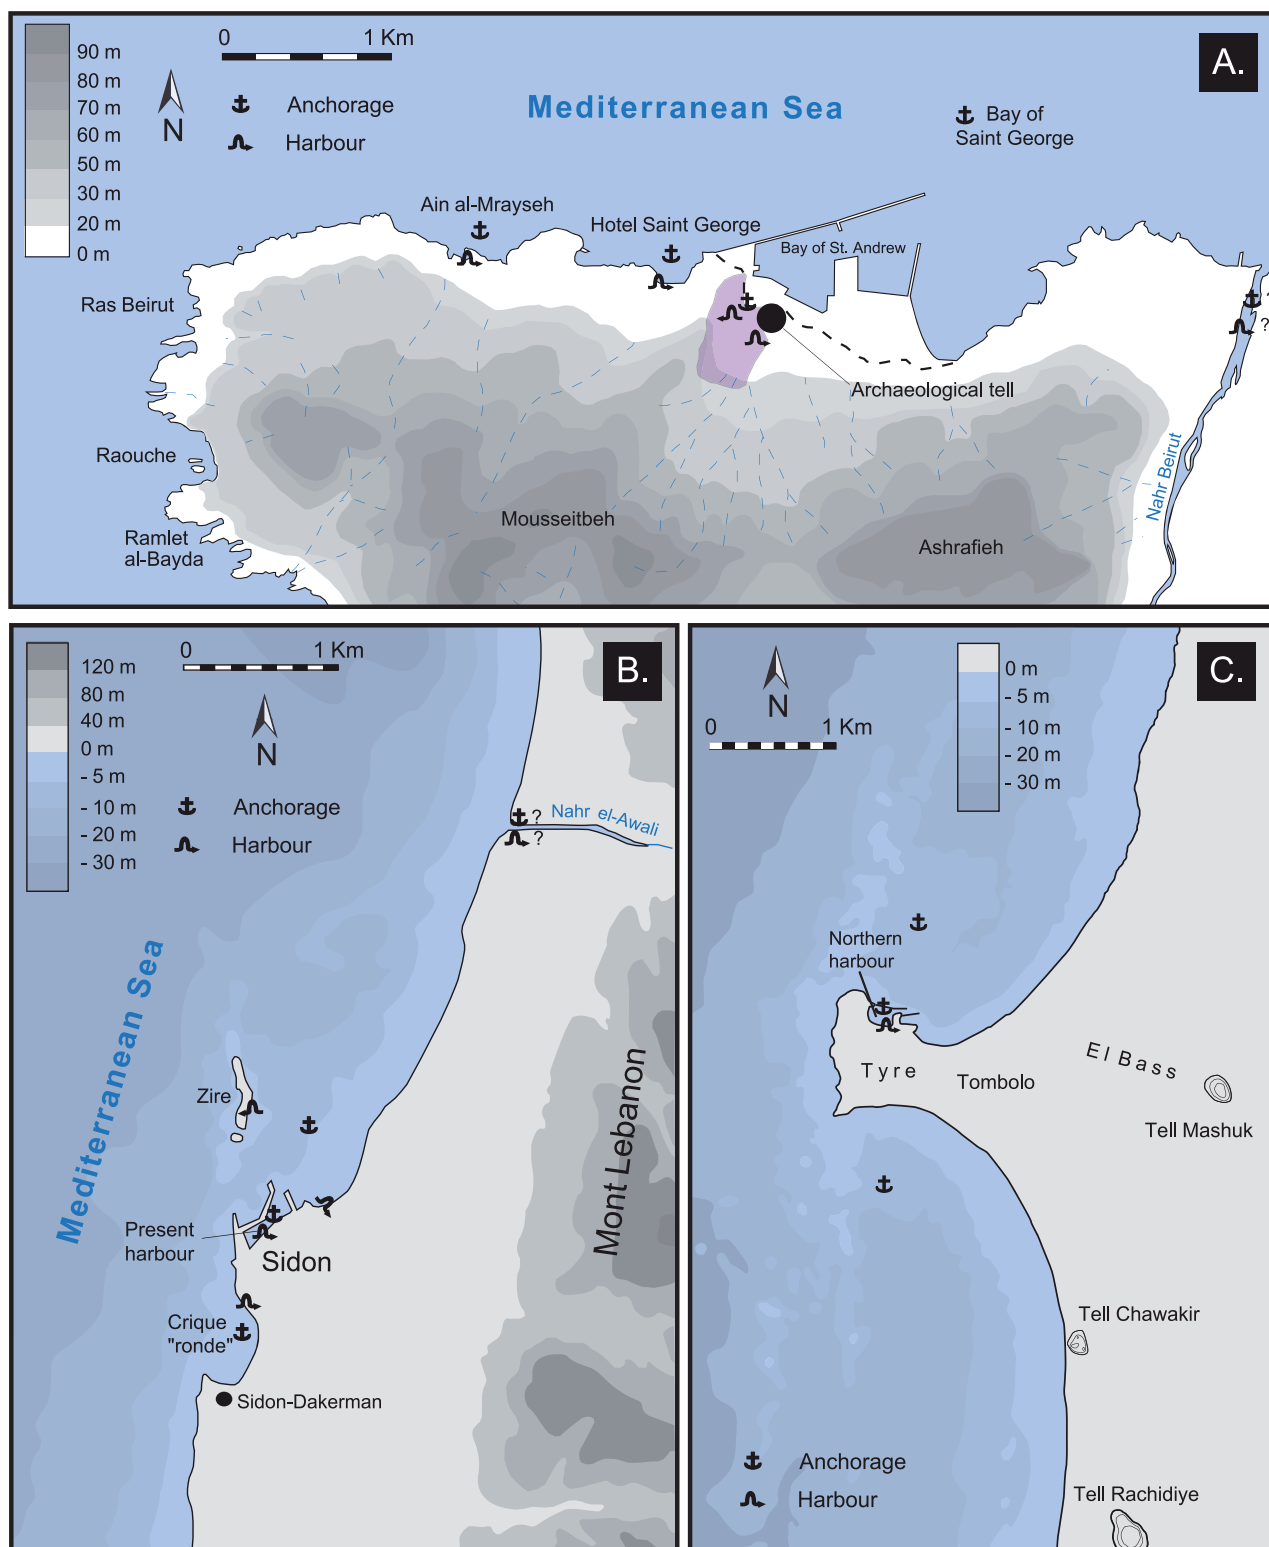 A.
0 1 Km
90 m
80 m
70 m
60 m
50 m
30 m
20 m
0 m
N
Anchorage
Harbour
Mediterranean Sea
Bay of
Saint George
Ain al-Mrayseh
Hotel Saint George
Bay of St. Andrew
Ras Beirut
?
?
Archaeological tell
Raouche
Nahr Beirut
Mousseitbeh
Ramlet
al-Bayda
Ashrafieh
B.
0 1 Km
120 m
80 m
40 m
0 m
- 5 m
- 10 m
- 20 m
- 30 m
N
Anchorage
Harbour
Nahr el-Awali
?
?
Mediterranean Sea
Zire
Mont Lebanon
Present
harbour
Sidon
Crique
"ronde"
Sidon-Dakerman
C.
0 m
- 5 m
- 10 m
- 20 m
- 30 m
N
0 1 Km
Northern
harbour
El Bass
Tyre
Tombolo
Tell Mashuk
Tell Chawakir
Anchorage
Harbour
Tell Rachidiye